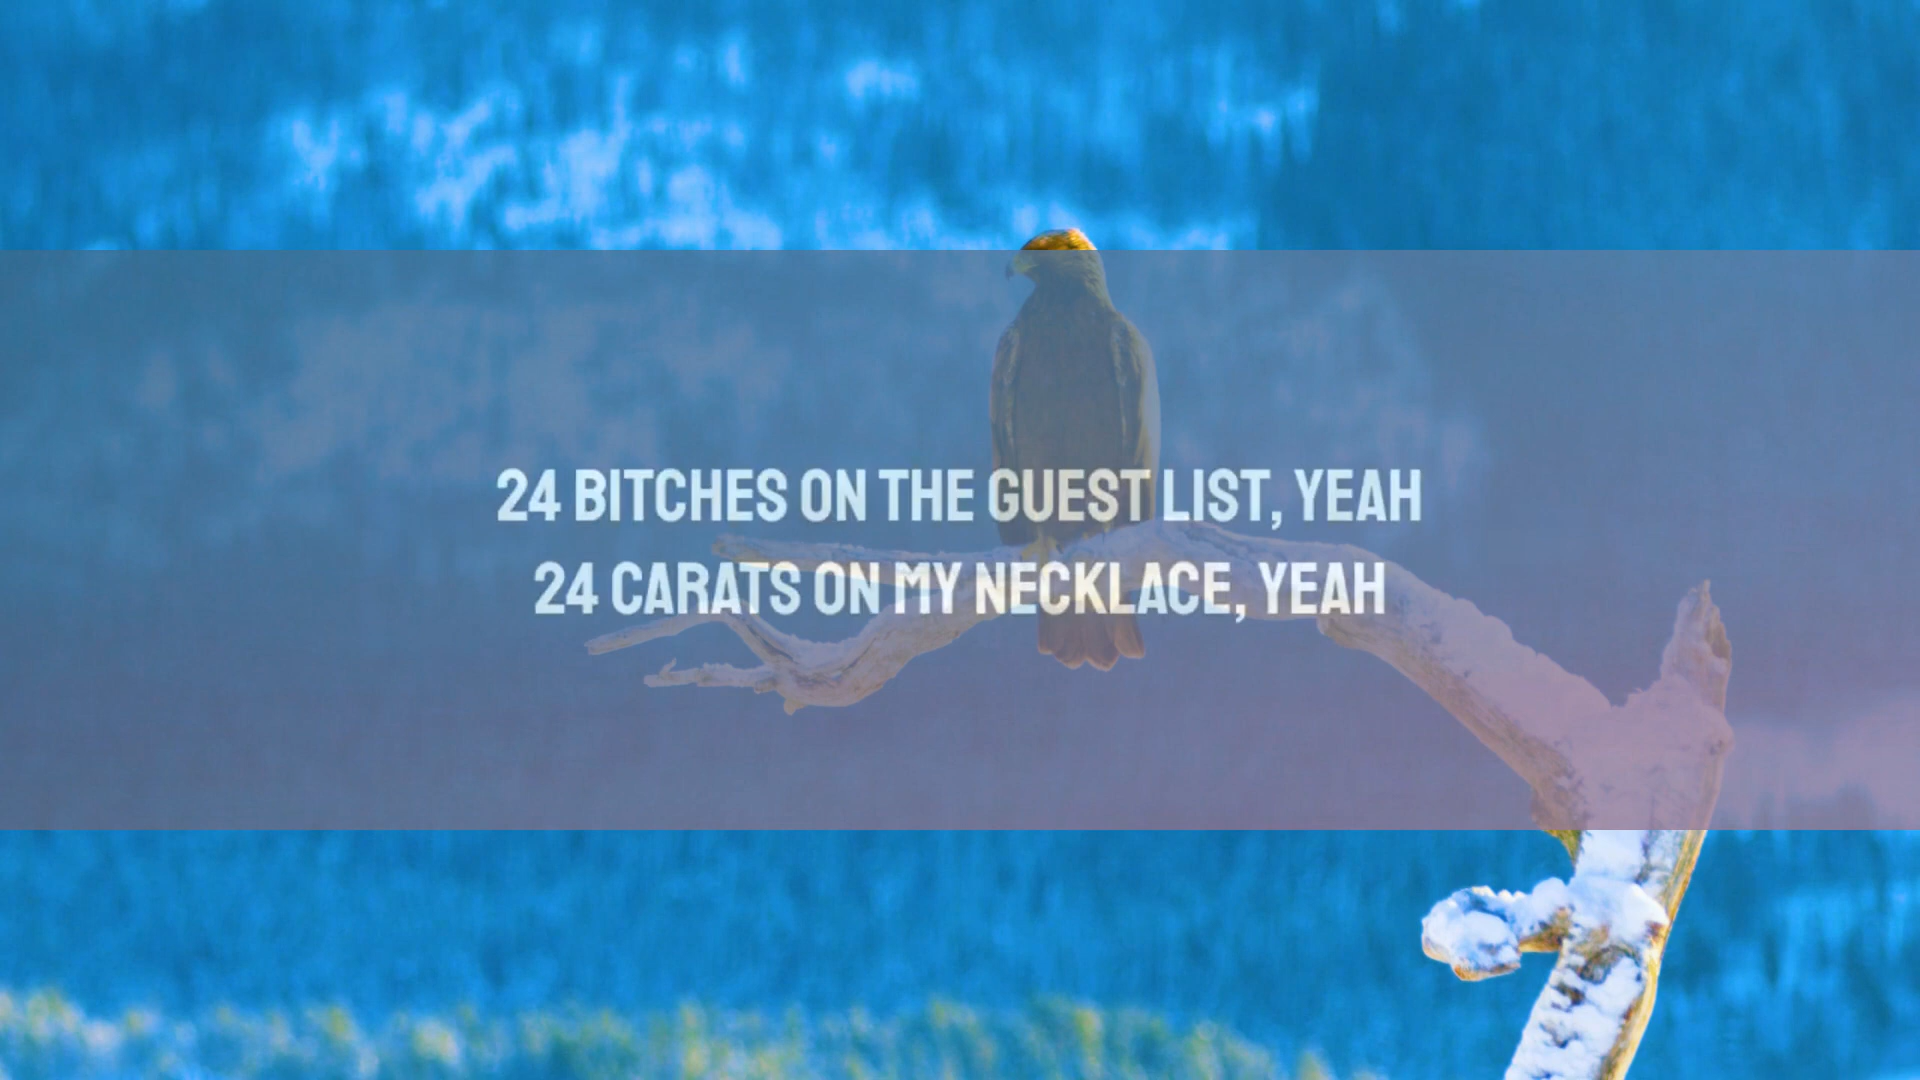 24 BITCHES ON THE GUEST LIST, YEAH
24 CARATS ON MY NECKLACE, YEAH